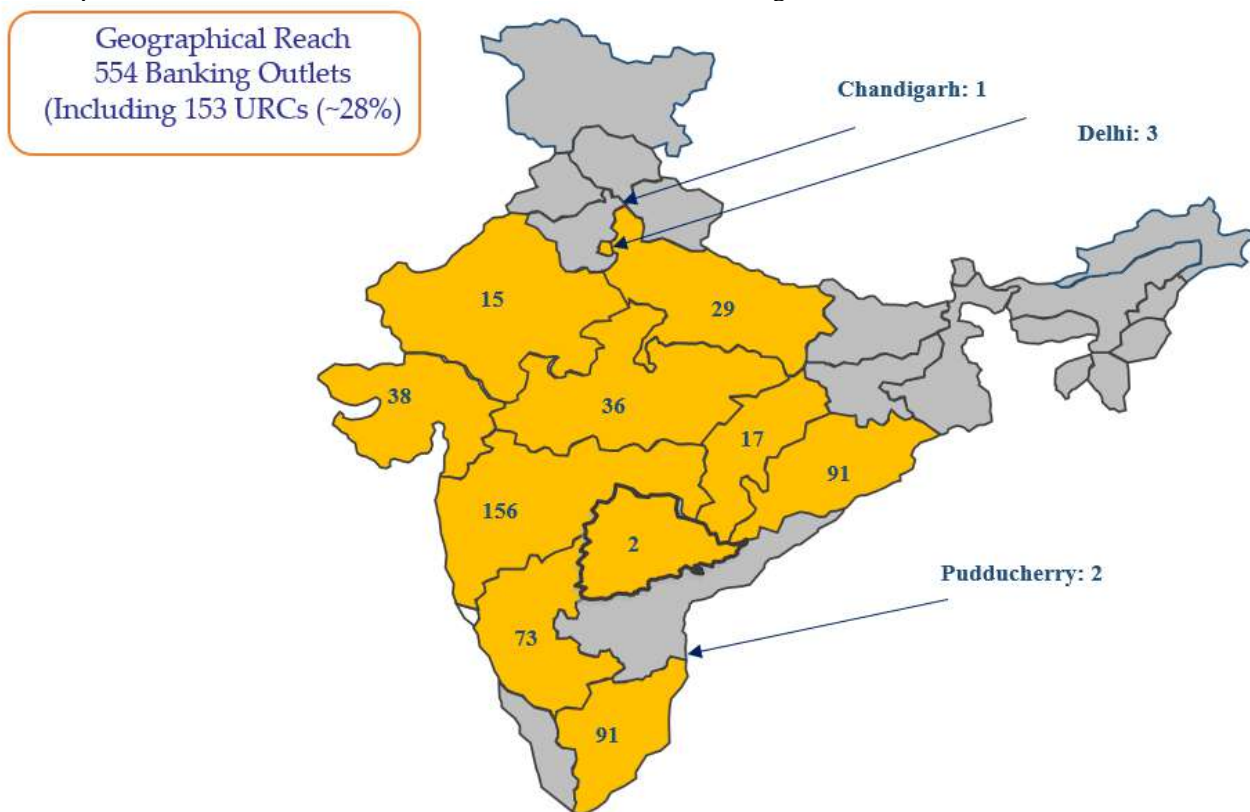 Geographical Reach
554 Banking Outlets
(Including 153 URCs (~28%)
Chandigarh: 1
Delhi: 3
15
29
38
36
17
91
156
2
Pudducherry: 2
73
91